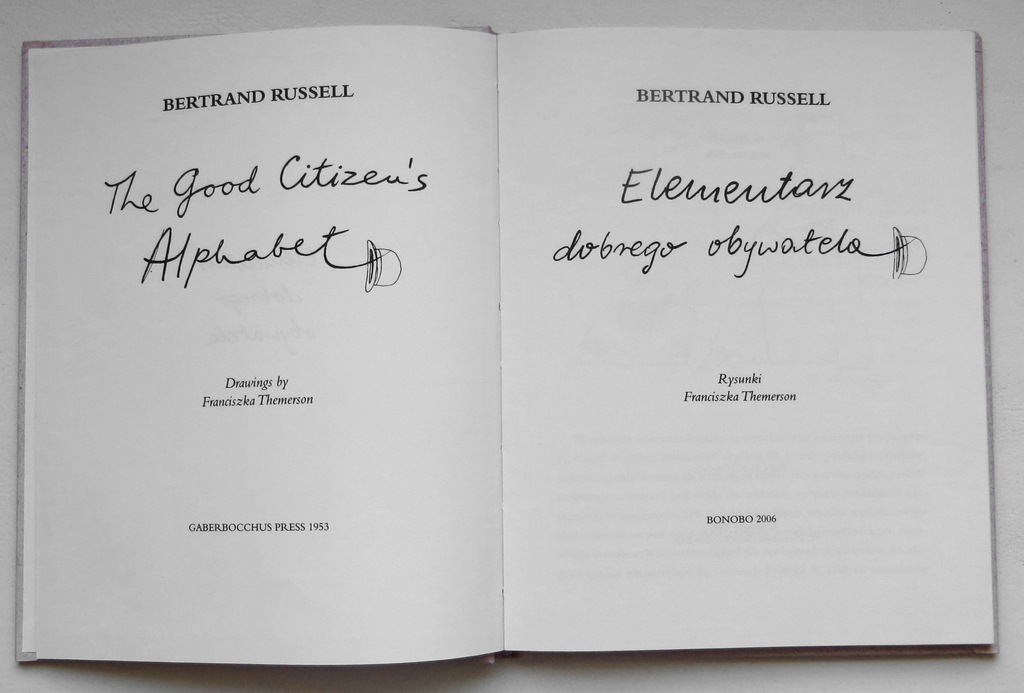 BERTRAND RUSSELL
The Good Citizen's
Alphabet
Drawings by
Franciszka Themerson
GABERBOCCHUS PRESS 1953
BERTRAND RUSSELL
Elementarz
dobrego obywatela
Rysunki
Franciszka Themerson
BONOBO 2006